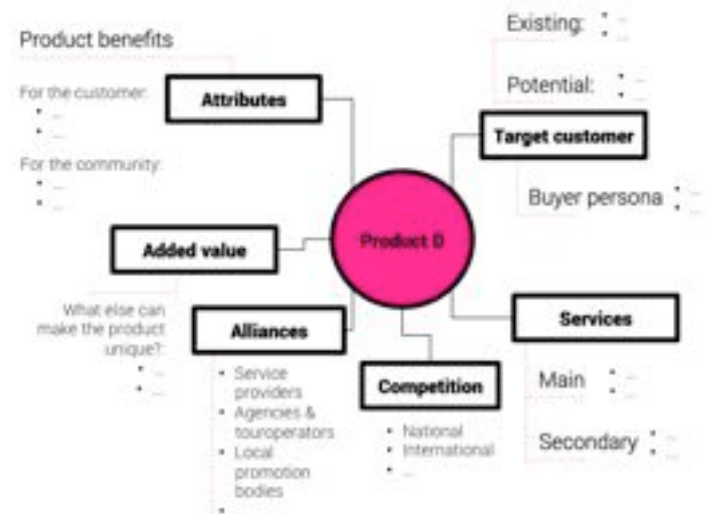 Product benefits
For the customer:
For the community:
Attributes
Existing:
Potential:
Target customer
Buyer persona
Product D
Added value
What else can
make the product
unique?:
Alliances
Service
providers
Agencies &
touroperators
Local
promotion
bodies
Competition
National
International
...
Services
Main
Secondary